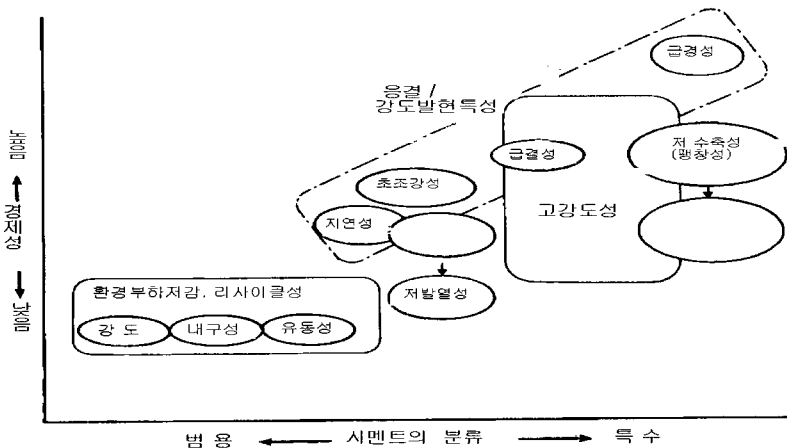 급경성
응결 /
강도발현특성
급결성
저 수축성
(팽창성)
초조강성
지연성
고강도성
저발열성
환경부하저감, 리사이클성
강 도
내구성
유동성
높음
경제성
낮음
범 용
시멘트의 분류
특 수